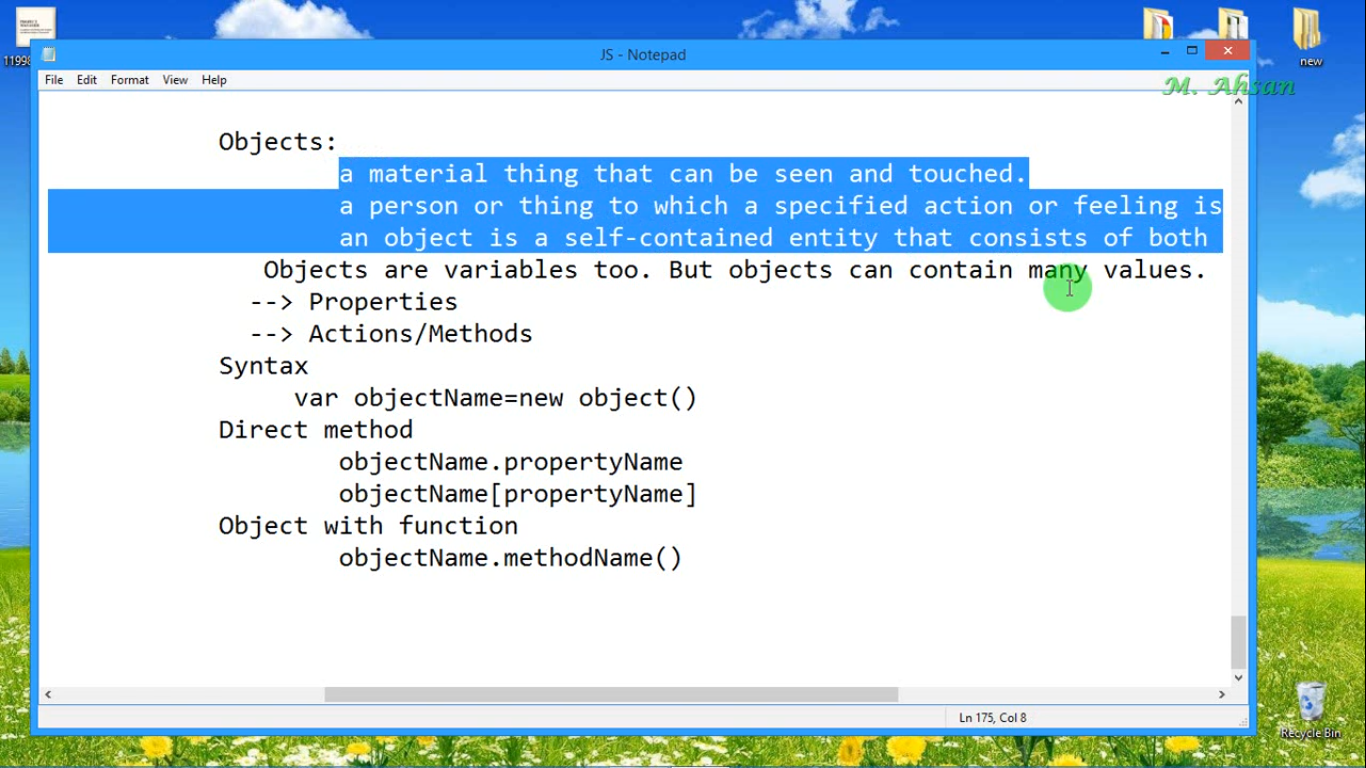 11998
new
JS - Notepad
File Edit Format View Help
M. Ahsan
Objects:
a material thing that can be seen and touched.
a person or thing to which a specified action or feeling is
an object is a self-contained entity that consists of both
Objects are variables too. But objects can contain many values.
--> Properties
--> Actions/Methods
Syntax
var objectName=new object()
Direct method
objectName.propertyName
objectName[propertyName]
Object with function
objectName.methodName()
Ln 175, Col 8
Recycle Bin